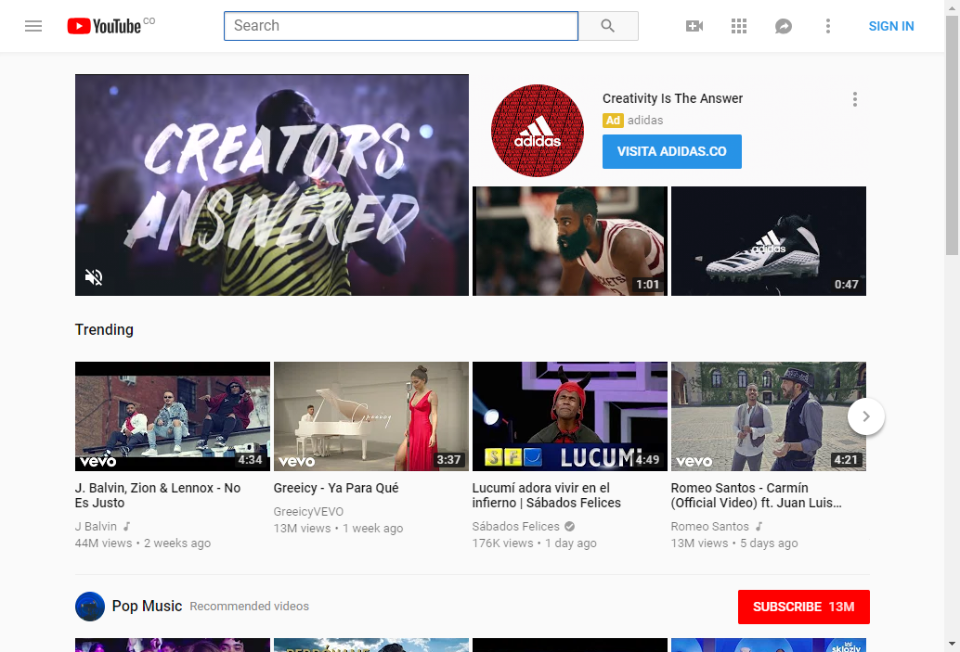 YouTube CO
Search
SIGN IN
CREATORS
ANSWERED
adidas
Creativity Is The Answer
Ad adidas
VISITA ADIDAS.CO
1:01
adidas
0:47
Trending
vevo
4:34
Greeicy
vevo
3:37
SFJ
LUCUMÍ
4:49
vevo
4:21
J. Balvin, Zion & Lennox - No
Es Justo
J Balvin
44M views • 2 weeks ago
Greeicy - Ya Para Qué
GreeicyVEVO
13M views • 1 week ago
Lucumí adora vivir en el
infierno | Sábados Felices
Sábados Felices
176K views • 1 day ago
Romeo Santos - Carmín
(Official Video) ft. Juan Luis...
Romeo Santos
13M views • 5 days ago
Pop Music Recommended videos
SUBSCRIBE 13M